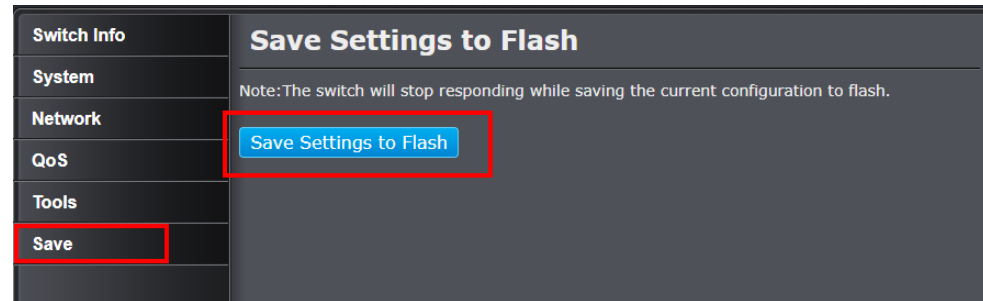 Switch Info
System
Network
QoS
Tools
Save
Save Settings to Flash
Note:The switch will stop responding while saving the current configuration to flash.
Save Settings to Flash